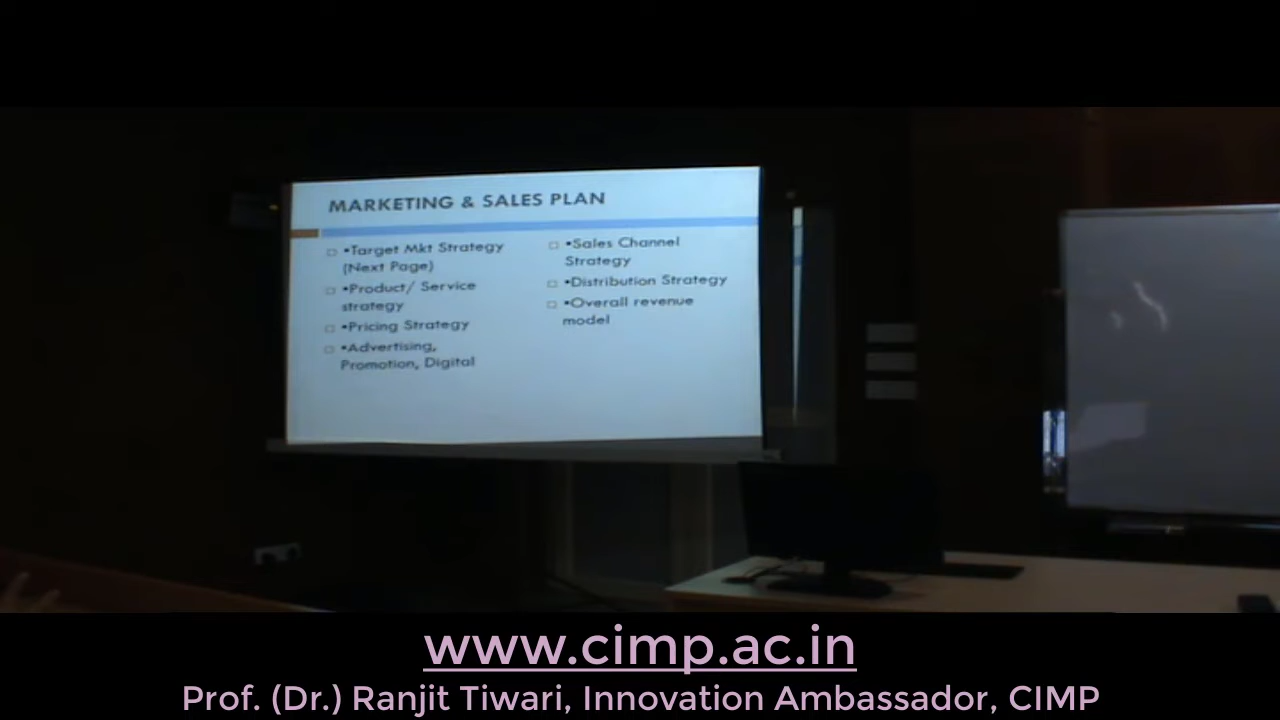 MARKETING & SALES PLAN
•Target Mkt Strategy
(Next Page)
•Product/ Service
strategy
•Pricing Strategy
•Advertising,
Promotion, Digital
•Sales Channel
Strategy
•Distribution Strategy
•Overall revenue
model
www.cimp.ac.in
Prof. (Dr.) Ranjit Tiwari, Innovation Ambassador, CIMP